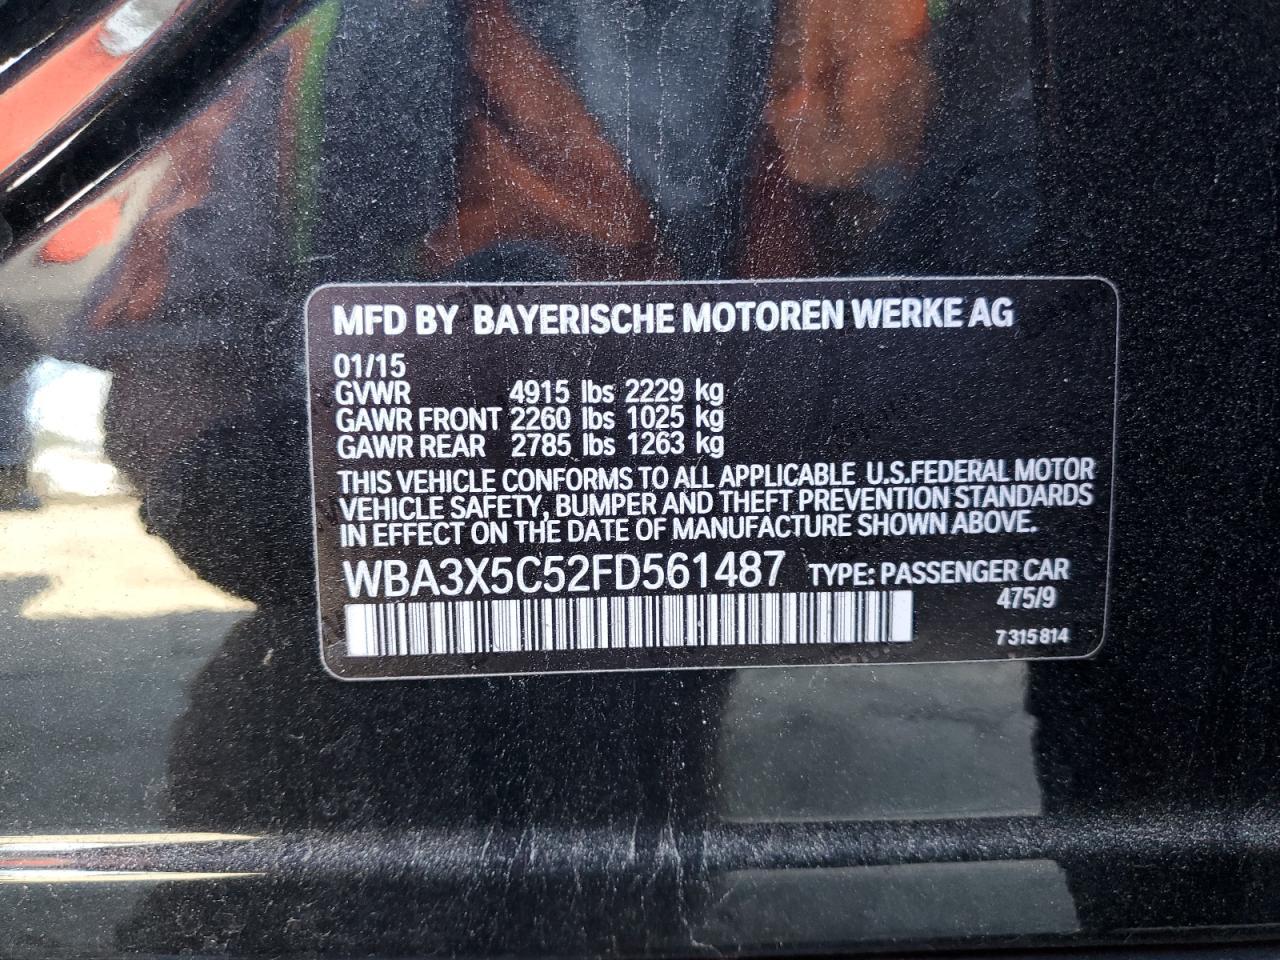 MFD BY BAYERISCHE MOTOREN WERKE AG
01/15
GVWR 4915 lbs 2229 kg
GAWR FRONT 2260 lbs 1025 kg
GAWR REAR 2785 lbs 1263 kg
THIS VEHICLE CONFORMS TO ALL APPLICABLE U.S.FEDERAL MOTOR
VEHICLE SAFETY, BUMPER AND THEFT PREVENTION STANDARDS
IN EFFECT ON THE DATE OF MANUFACTURE SHOWN ABOVE.
WBA3X5C52FD561487 TYPE: PASSENGER CAR
475/9
7 315 814